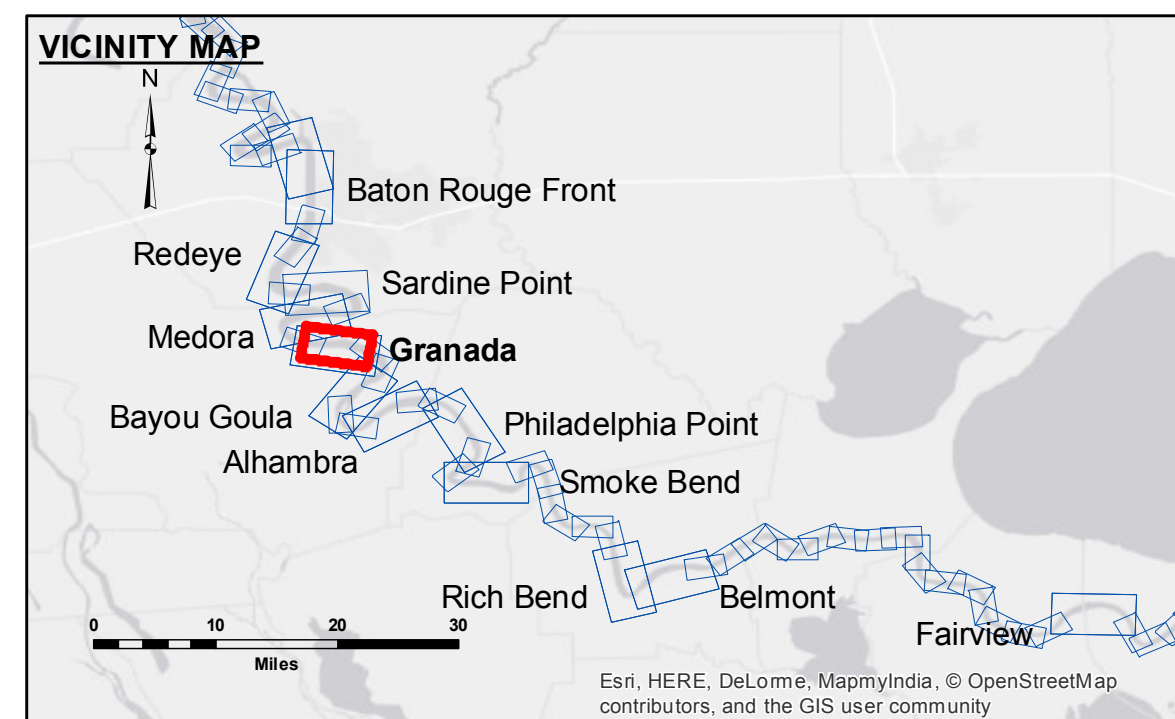 VICINITY MAP
N
Baton Rouge Front
Redeye
Sardine Point
Medora
Granada
Bayou Goula
Philadelphia Point
Alhambra
Smoke Bend
Rich Bend
Belmont
Fairview
0 10 20 30
Miles
Esri, HERE, DeLorme, MapmyIndia, © OpenStreetMap
contributors, and the GIS user community